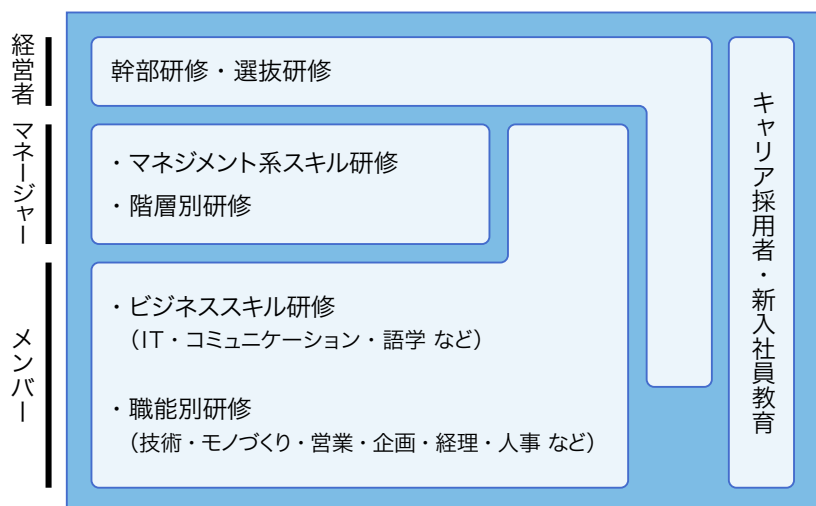 経営者
幹部研修・選抜研修
マネージャー
・マネジメント系スキル研修
・階層別研修
メンバー
・ビジネススキル研修
（IT・コミュニケーション・語学 など）
・職能別研修
（技術・モノづくり・営業・企画・経理・人事 など）
キャリア採用者・新入社員教育